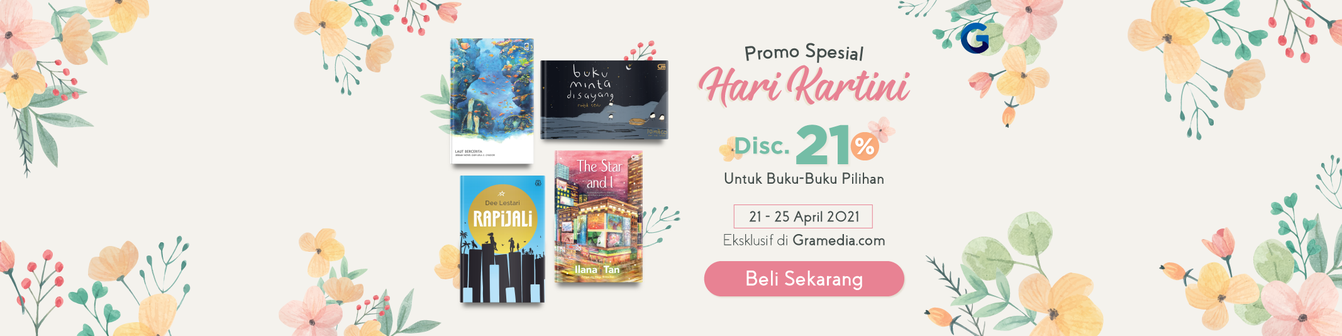 G
Promo Spesial
Hari Kartini
Disc. 21%
Untuk Buku-Buku Pilihan
21 - 25 April 2021
Eksklusif di Gramedia.com
Beli Sekarang
LAUT BERCERITA
buku
minta
disayang
The Star
and I
Ilana Tan
Dee Lestari
RAPIJALI